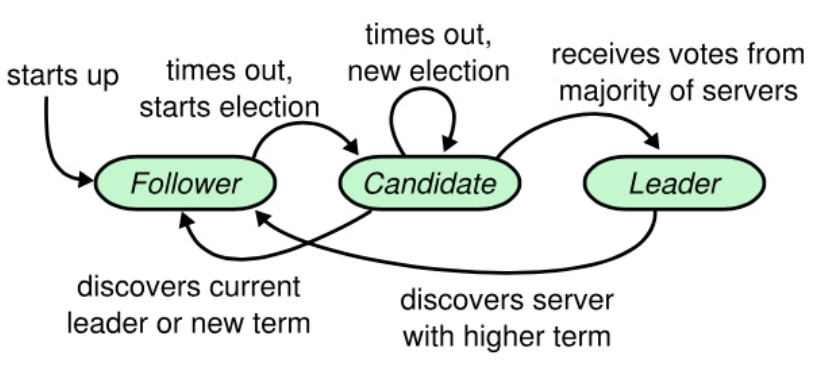 starts up
times out,
starts election
times out,
new election
receives votes from
majority of servers
Follower
Candidate
Leader
discovers current
leader or new term
discovers server
with higher term